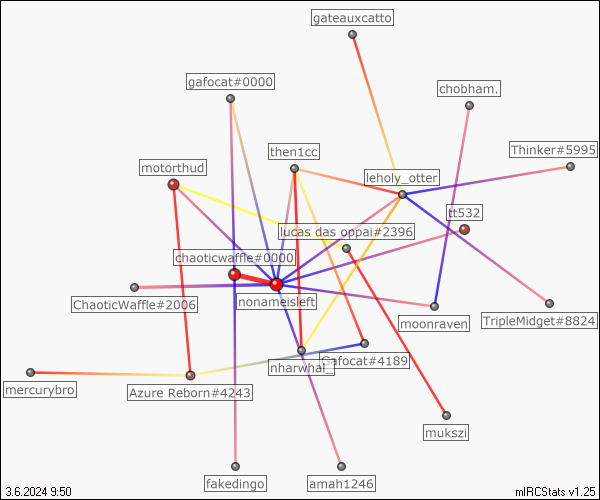 gateauxcatto
gafocat#0000
chobham.
then1cc
Thinker#5995
motorthud
leholy_otter
tt532
lucas das oppai#2396
chaoticwaffle#0000
nonameisleft
ChaoticWaffle#2006
moonraven
TripleMidget#8824
Gafocat#4189
nharwhal_
mercurybro
Azure Reborn#4243
mukszi
fakedingo
amah1246
3.6.2024 9:50
mIRCStats v1.25